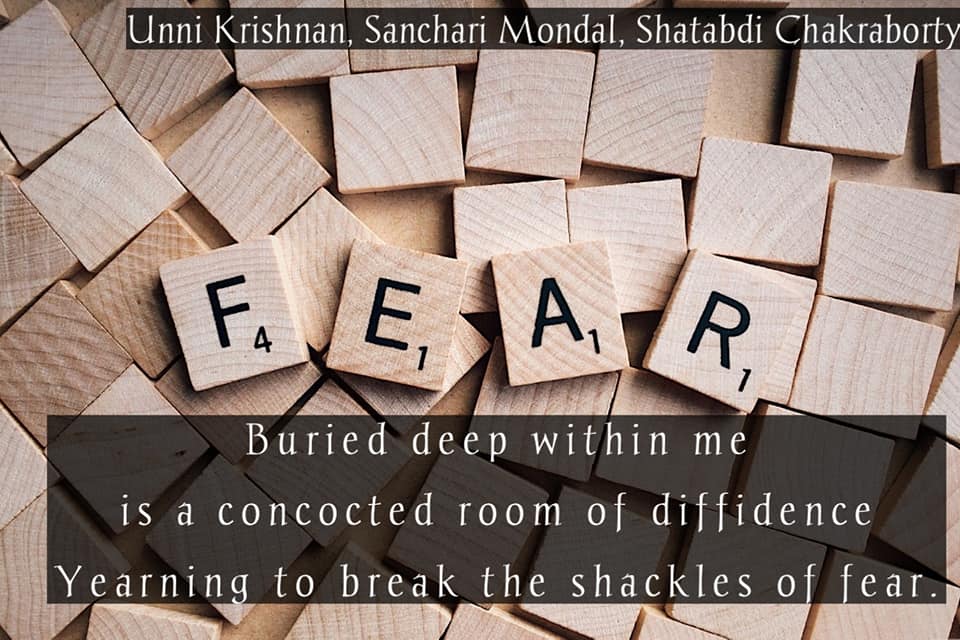 Unni Krishnan, Sanchari Mondal, Shatabdi Chakraborty
F4 E1 A1 R1
Buried deep within me
is a concocted room of diffidence
Yearning to break the shackles of fear.